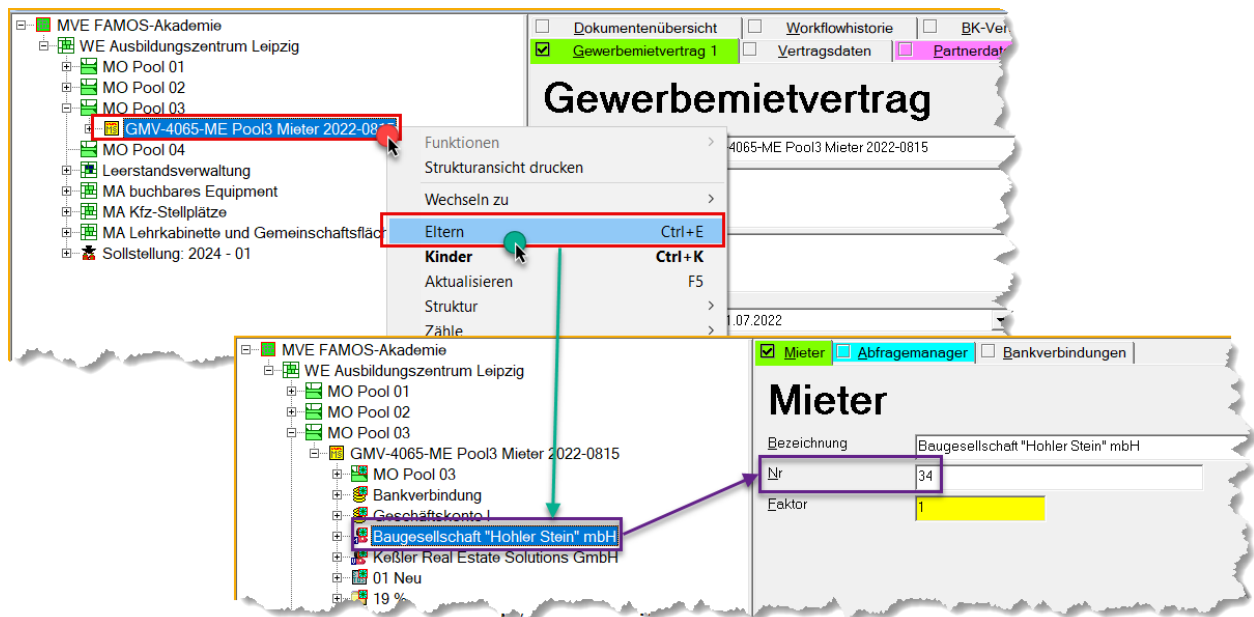 MVE FAMOS-Akademie
WE Ausbildungszentrum Leipzig
MO Pool 01
MO Pool 02
MO Pool 03
GMV-4065-ME Pool3 Mieter 2022-081
MO Pool 04
Leerstandsverwaltung
MA buchbares Equipment
MA Kfz-Stellplätze
MA Lehrkabinette und Gemeinschaftsfläc
Sollstellung: 2024 - 01
Dokumentenübersicht
Workflowhistorie
BK-Ver
Gewerbemietvertrag 1
Vertragsdaten
Partnerdate
Gewerbemietvertrag
4065-ME Pool3 Mieter 2022-0815
1.07.2022
Funktionen
Strukturansicht drucken
Wechseln zu
Eltern Ctrl+E
Kinder Ctrl+K
Aktualisieren F5
Struktur
Zähle
MVE FAMOS-Akademie
WE Ausbildungszentrum Leipzig
MO Pool 01
MO Pool 02
MO Pool 03
GMV-4065-ME Pool3 Mieter 2022-0815
MO Pool 03
Bankverbindung
Geschäftskonto I
Baugesellschaft "Hohler Stein" mbH
Keßler Real Estate Solutions GmbH
01 Neu
19 %
Mieter
Abfragemanager
Bankverbindungen
Mieter
Bezeichnung Baugesellschaft "Hohler Stein" mbH
Nr 34
Faktor 1